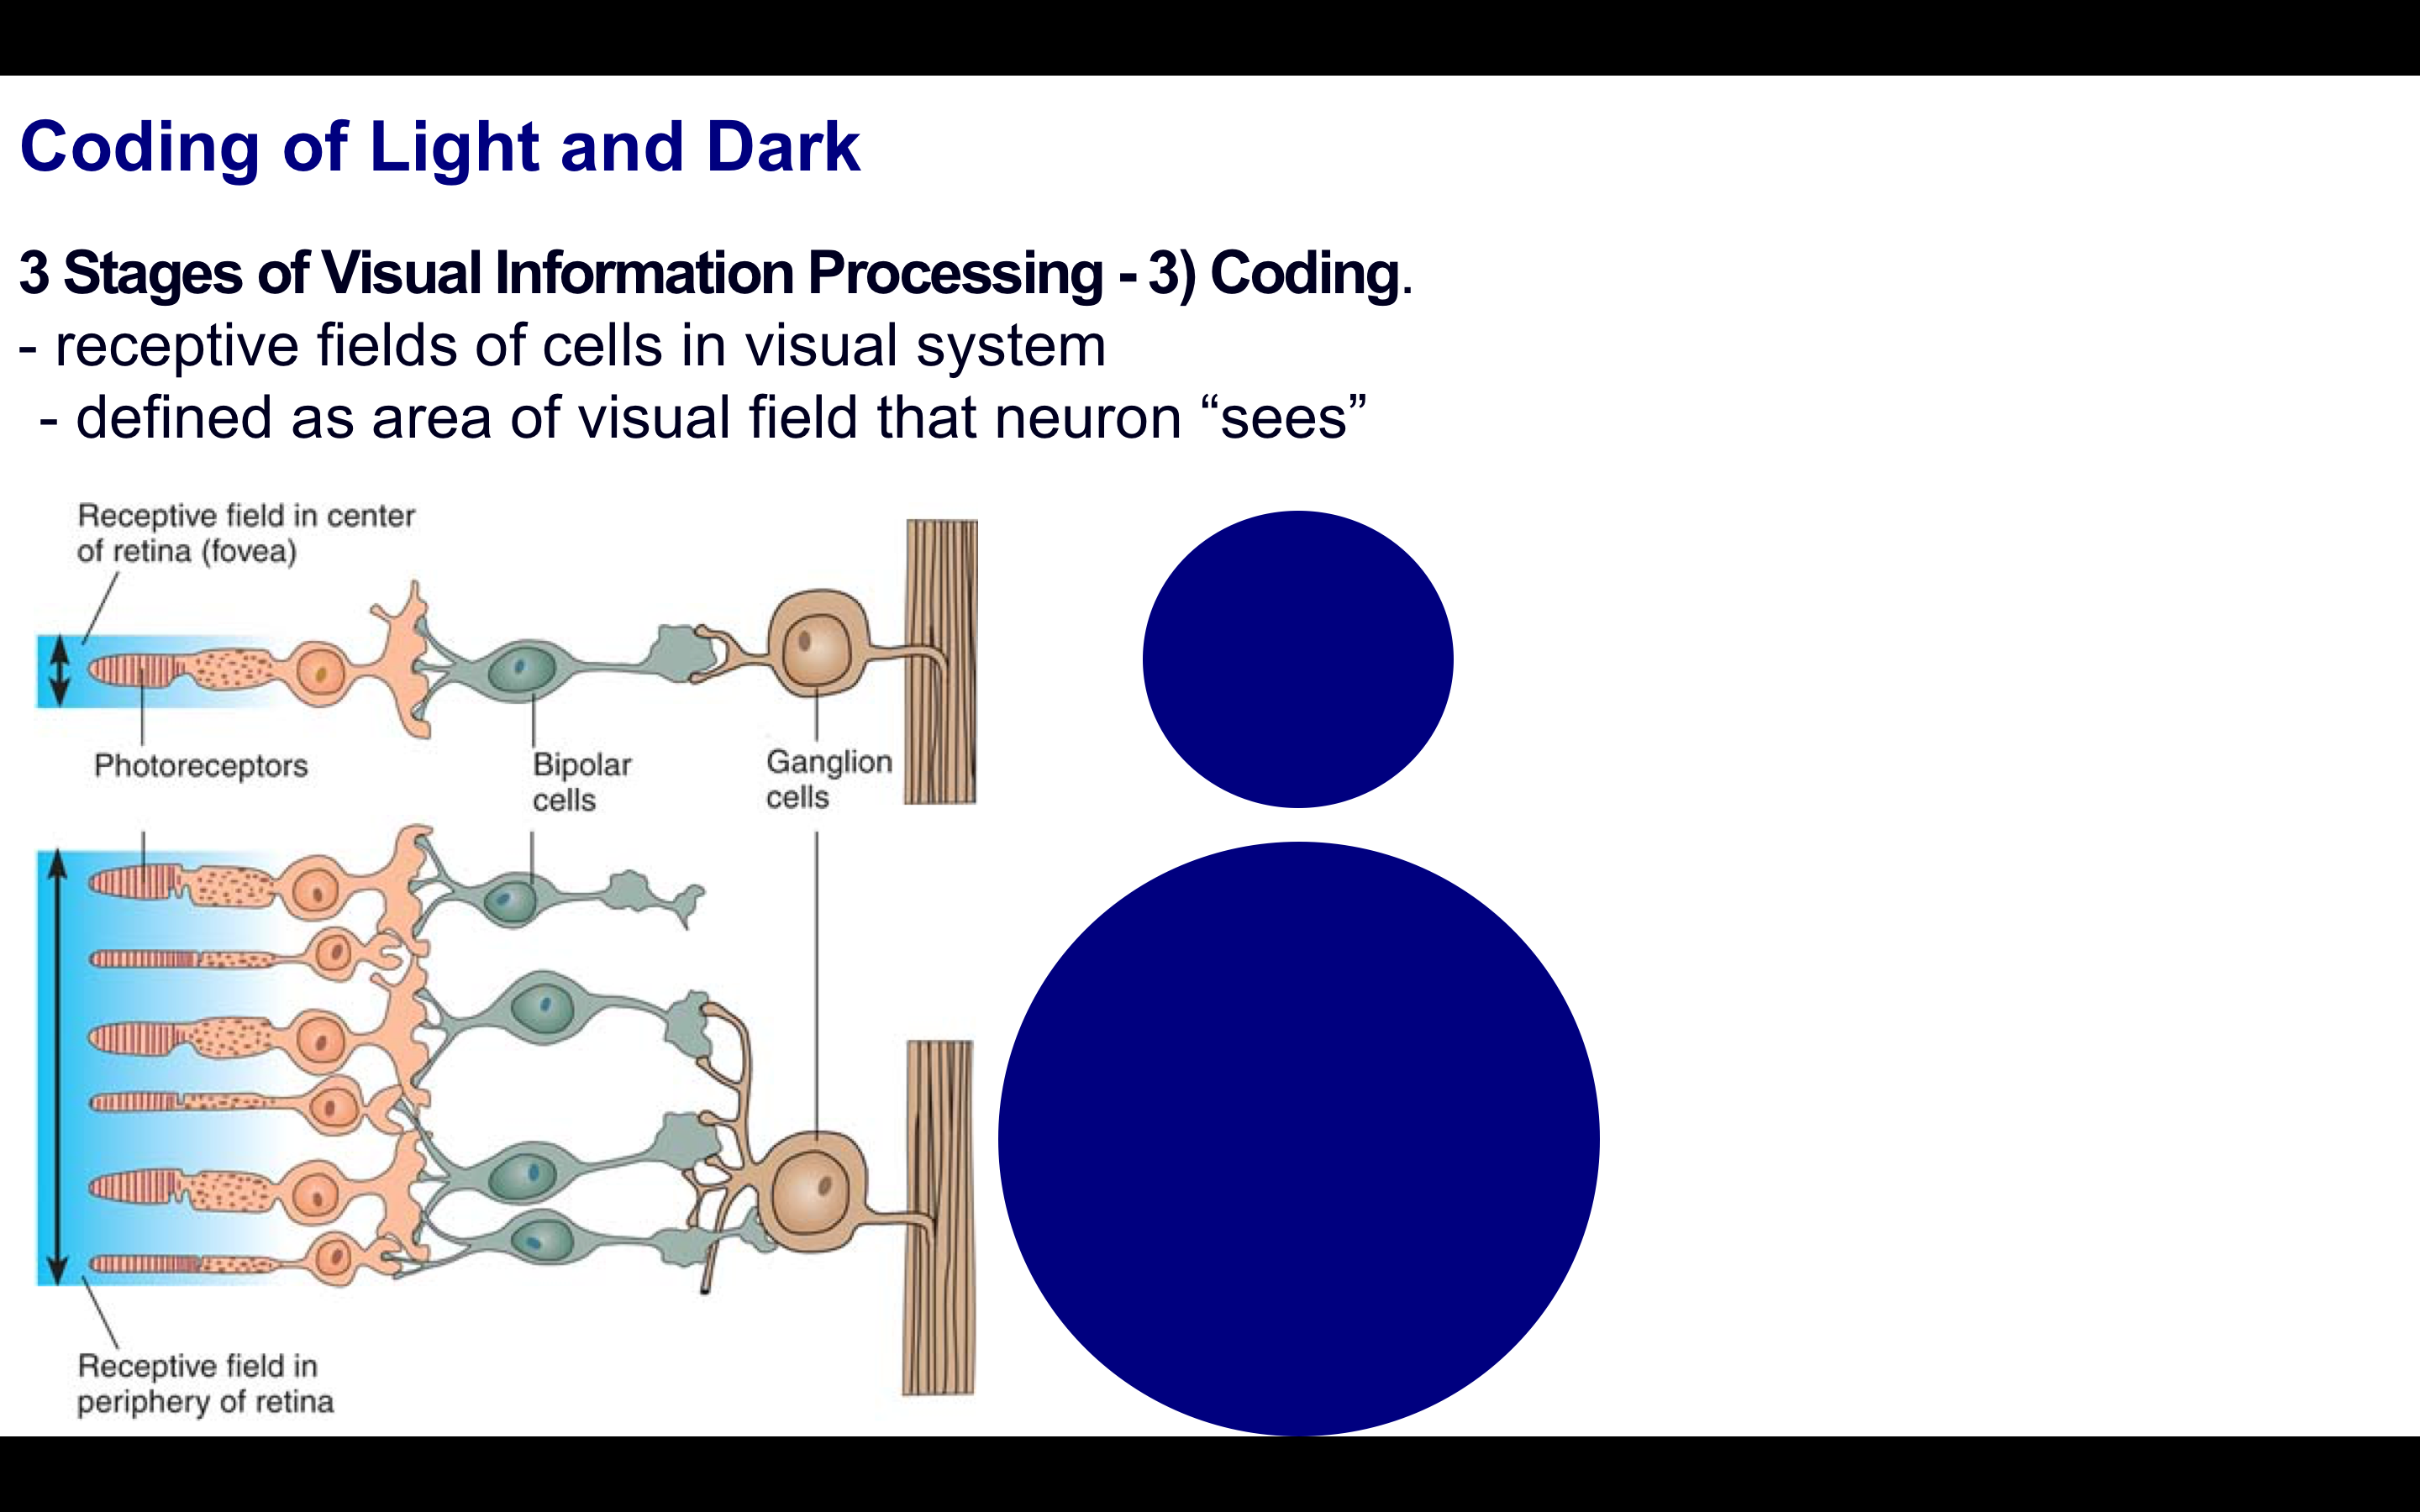 Coding of Light and Dark
3 Stages of Visual Information Processing - 3) Coding.
- receptive fields of cells in visual system
- defined as area of visual field that neuron “sees”
Receptive field in center
of retina (fovea)
Photoreceptors
Bipolar
cells
Ganglion
cells
Receptive field in
periphery of retina